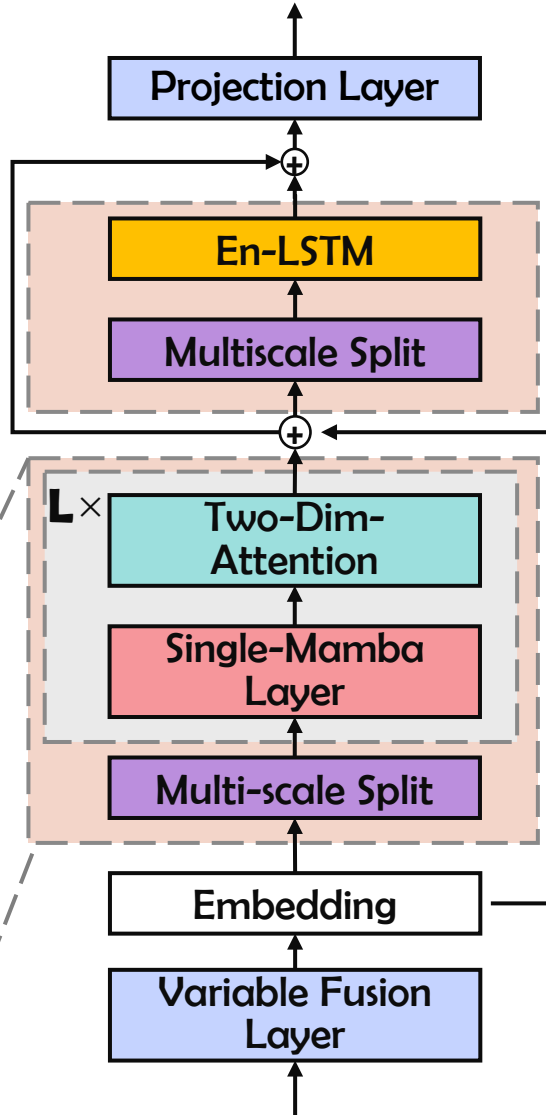 Projection Layer
+
En-LSTM
Multiscale Split
+
L×
Two-Dim-
Attention
Single-Mamba
Layer
Multi-scale Split
Embedding
Variable Fusion
Layer